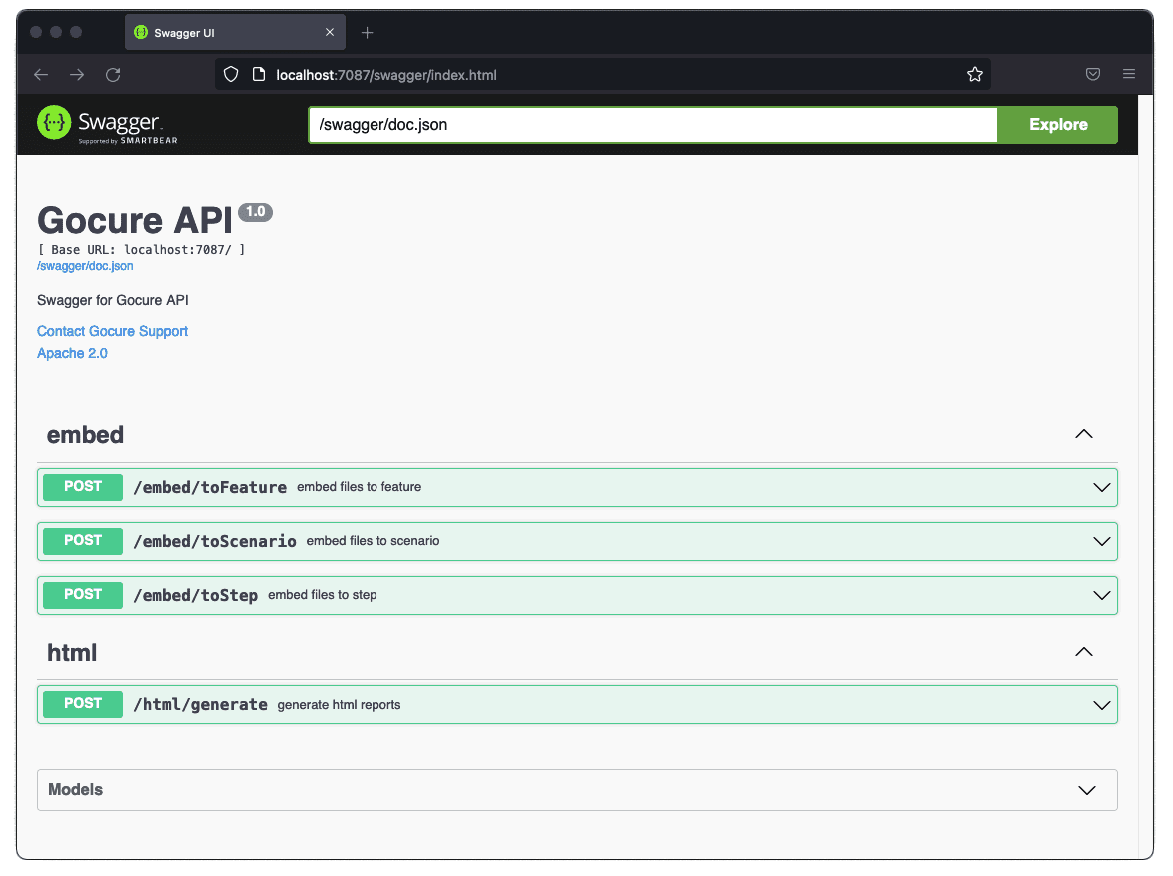 Swagger UI
localhost:7087/swagger/index.html
Swagger.
Supported by SMARTBEAR
/swagger/doc.json
Explore
Gocure API 1.0
[ Base URL: localhost:7087/ ]
/swagger/doc.json
Swagger for Gocure API
Contact Gocure Support
Apache 2.0
embed
POST /embed/toFeature embed files to feature
POST /embed/toScenario embed files to scenario
POST /embed/toStep embed files to step
html
POST /html/generate generate html reports
Models